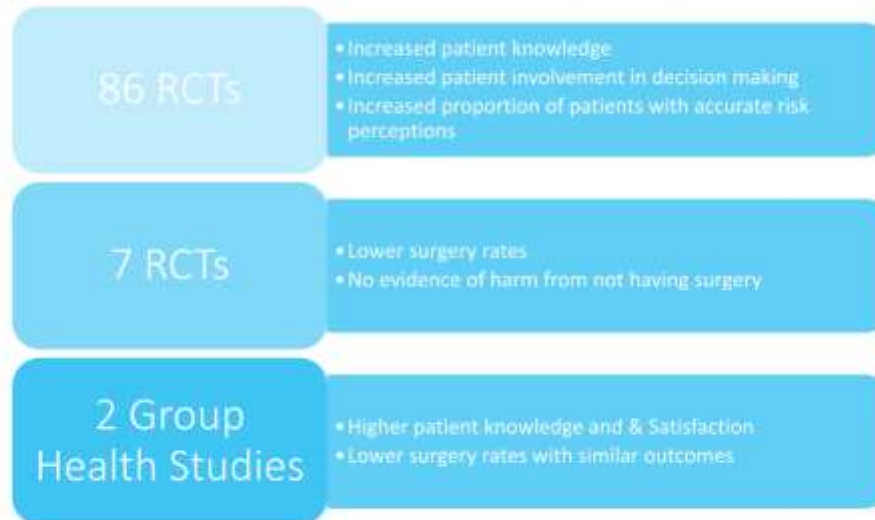 86 RCTs
• Increased patient knowledge
• Increased patient involvement in decision making
• Increased proportion of patients with accurate risk
perceptions
7 RCTs
• Lower surgery rates
• No evidence of harm from not having surgery
2 Group
Health Studies
• Higher patient knowledge and & Satisfaction
• Lower surgery rates with similar outcomes